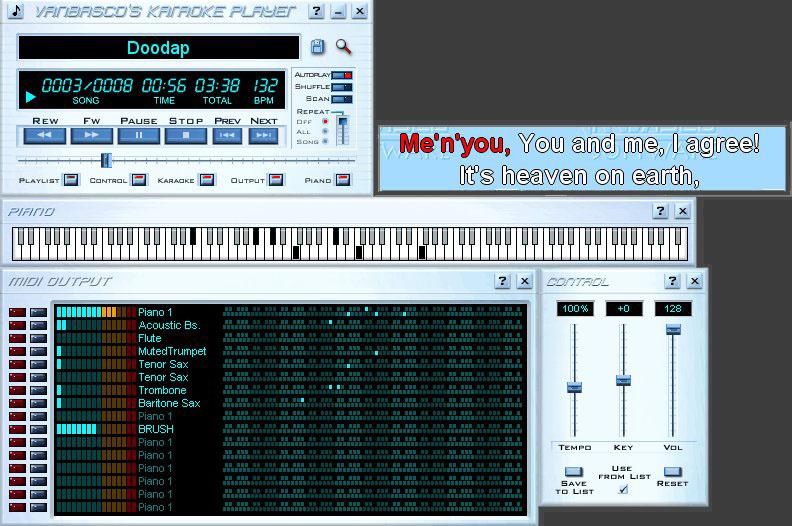 VANBASCO'S KARAOKE PLAYER ? 
Doodap
0003/0008 00:56 03:38 132
SONG TIME TOTAL BPM
AUTOPLAY
SHUFFLE
SCAN
REPEAT
OFF
ALL
SONG
REW FW PAUSE STOP PREV NEXT
PLAYLIST CONTROL KARAOKE OUTPUT PIANO
Me'n'you, You and me, I agree!
It's heaven on earth,
PIANO ?
MIDI OUTPUT ?
Piano 1
Acoustic Bs.
Flute
MutedTrumpet
Tenor Sax
Tenor Sax
Trombone
Baritone Sax
Piano 1
BRUSH
Piano 1
Piano 1
Piano 1
Piano 1
Piano 1
Piano 1
CONTROL ?
100% +0 128
TEMPO KEY VOL
SAVE TO LIST
USE FROM LIST
RESET